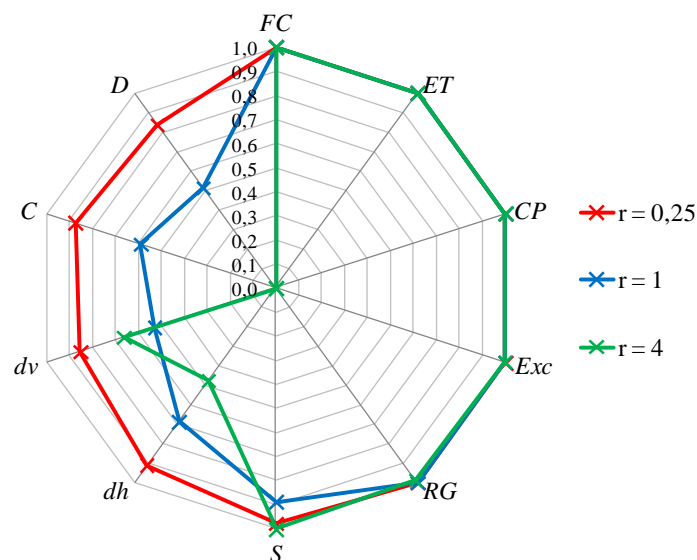 FC
1,0
0,9
0,8
0,7
0,6
0,5
0,4
0,3
0,2
0,1
0,0
ET
CP
Exc
RG
S
dh
dv
C
D
r = 0,25
r = 1
r = 4